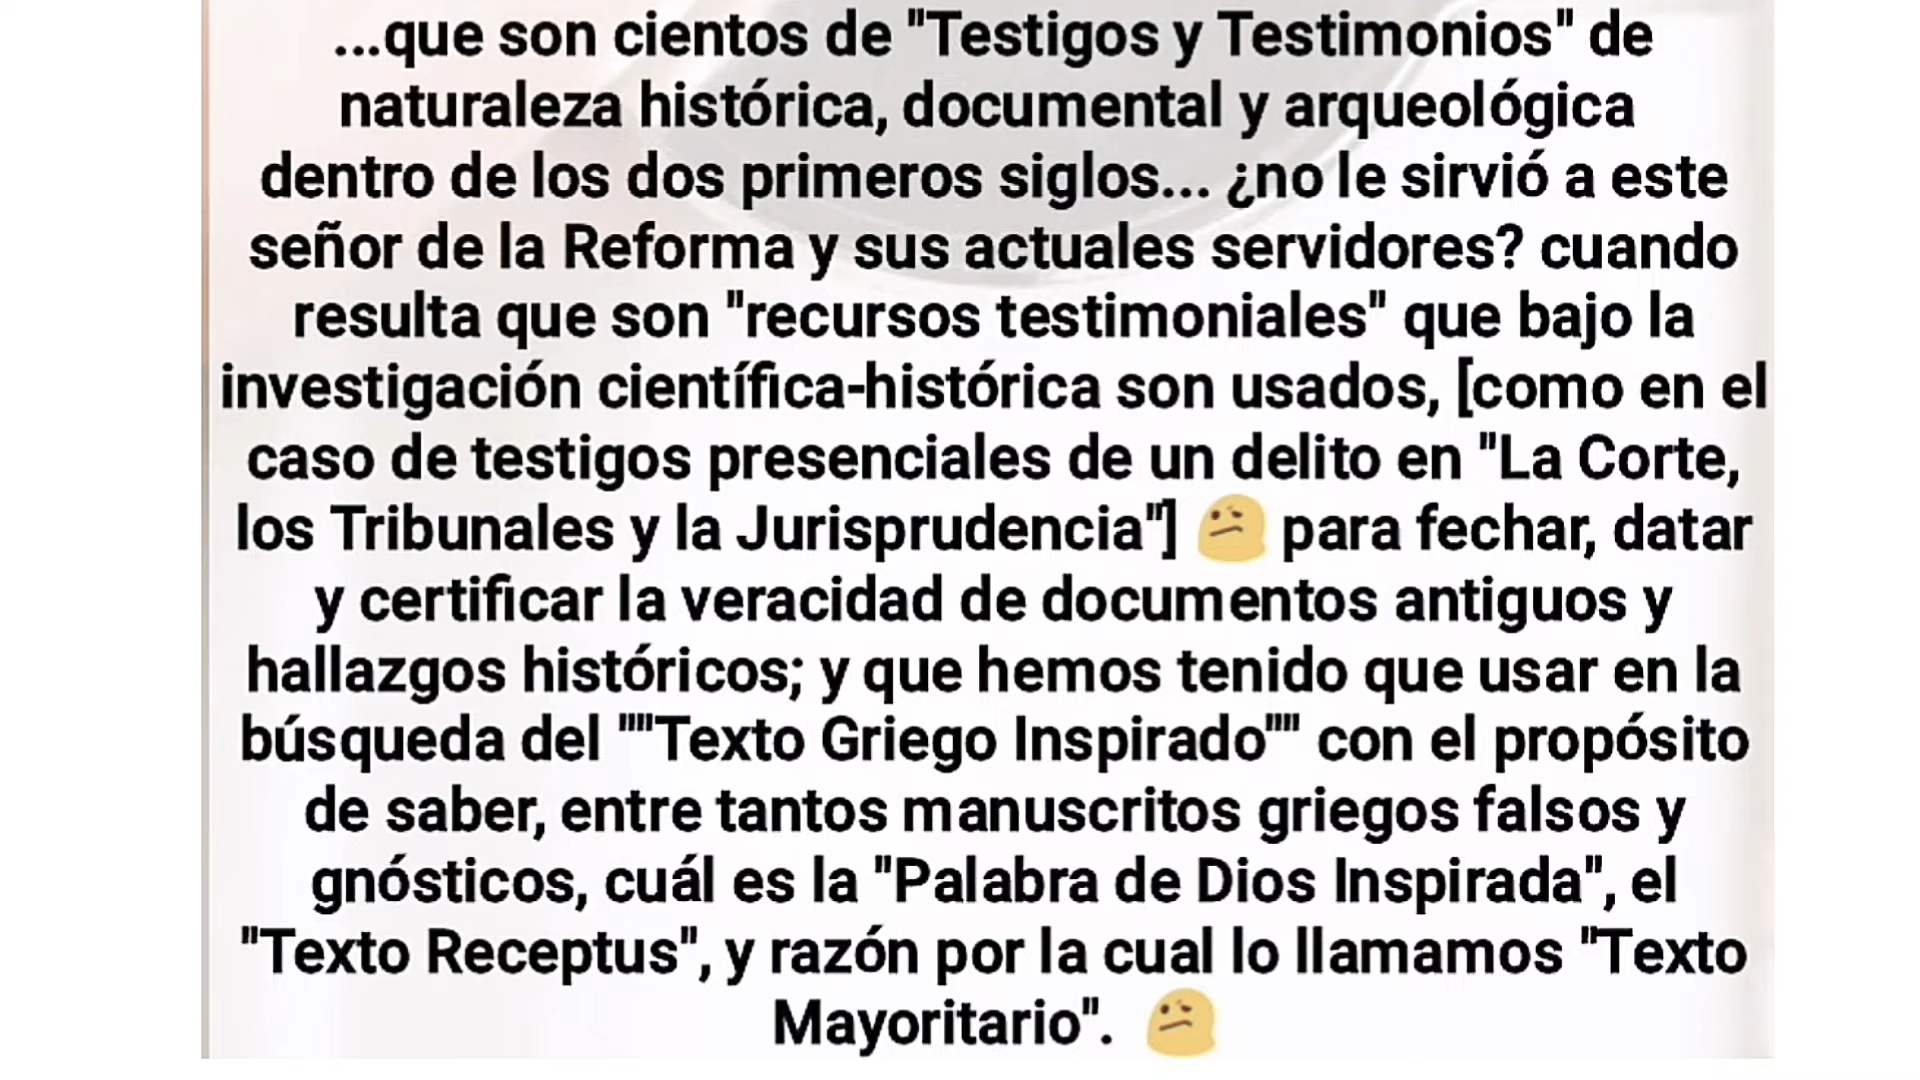 ...que son cientos de "Testigos y Testimonios" de
naturaleza histórica, documental y arqueológica
dentro de los dos primeros siglos... ¿no le sirvió a este
señor de la Reforma y sus actuales servidores? cuando
resulta que son "recursos testimoniales" que bajo la
investigación científica-histórica son usados, [como en el
caso de testigos presenciales de un delito en "La Corte,
los Tribunales y la Jurisprudencia"] 🫤 para fechar, datar
y certificar la veracidad de documentos antiguos y
hallazgos históricos; y que hemos tenido que usar en la
búsqueda del ""Texto Griego Inspirado"" con el propósito
de saber, entre tantos manuscritos griegos falsos y
gnósticos, cuál es la "Palabra de Dios Inspirada", el
"Texto Receptus", y razón por la cual lo llamamos "Texto
Mayoritario". 🫤